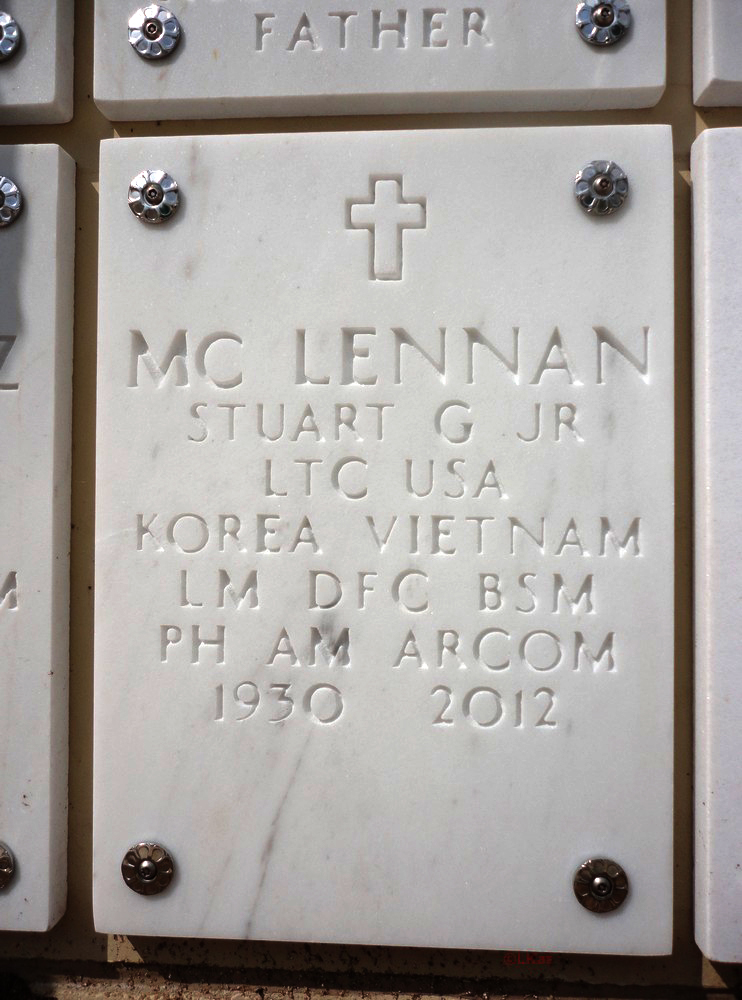 FATHER
MC LENNAN
STUART G JR
LTC USA
KOREA VIETNAM
LM DFC BSM
PH AM ARCOM
1930 2012
Z
M